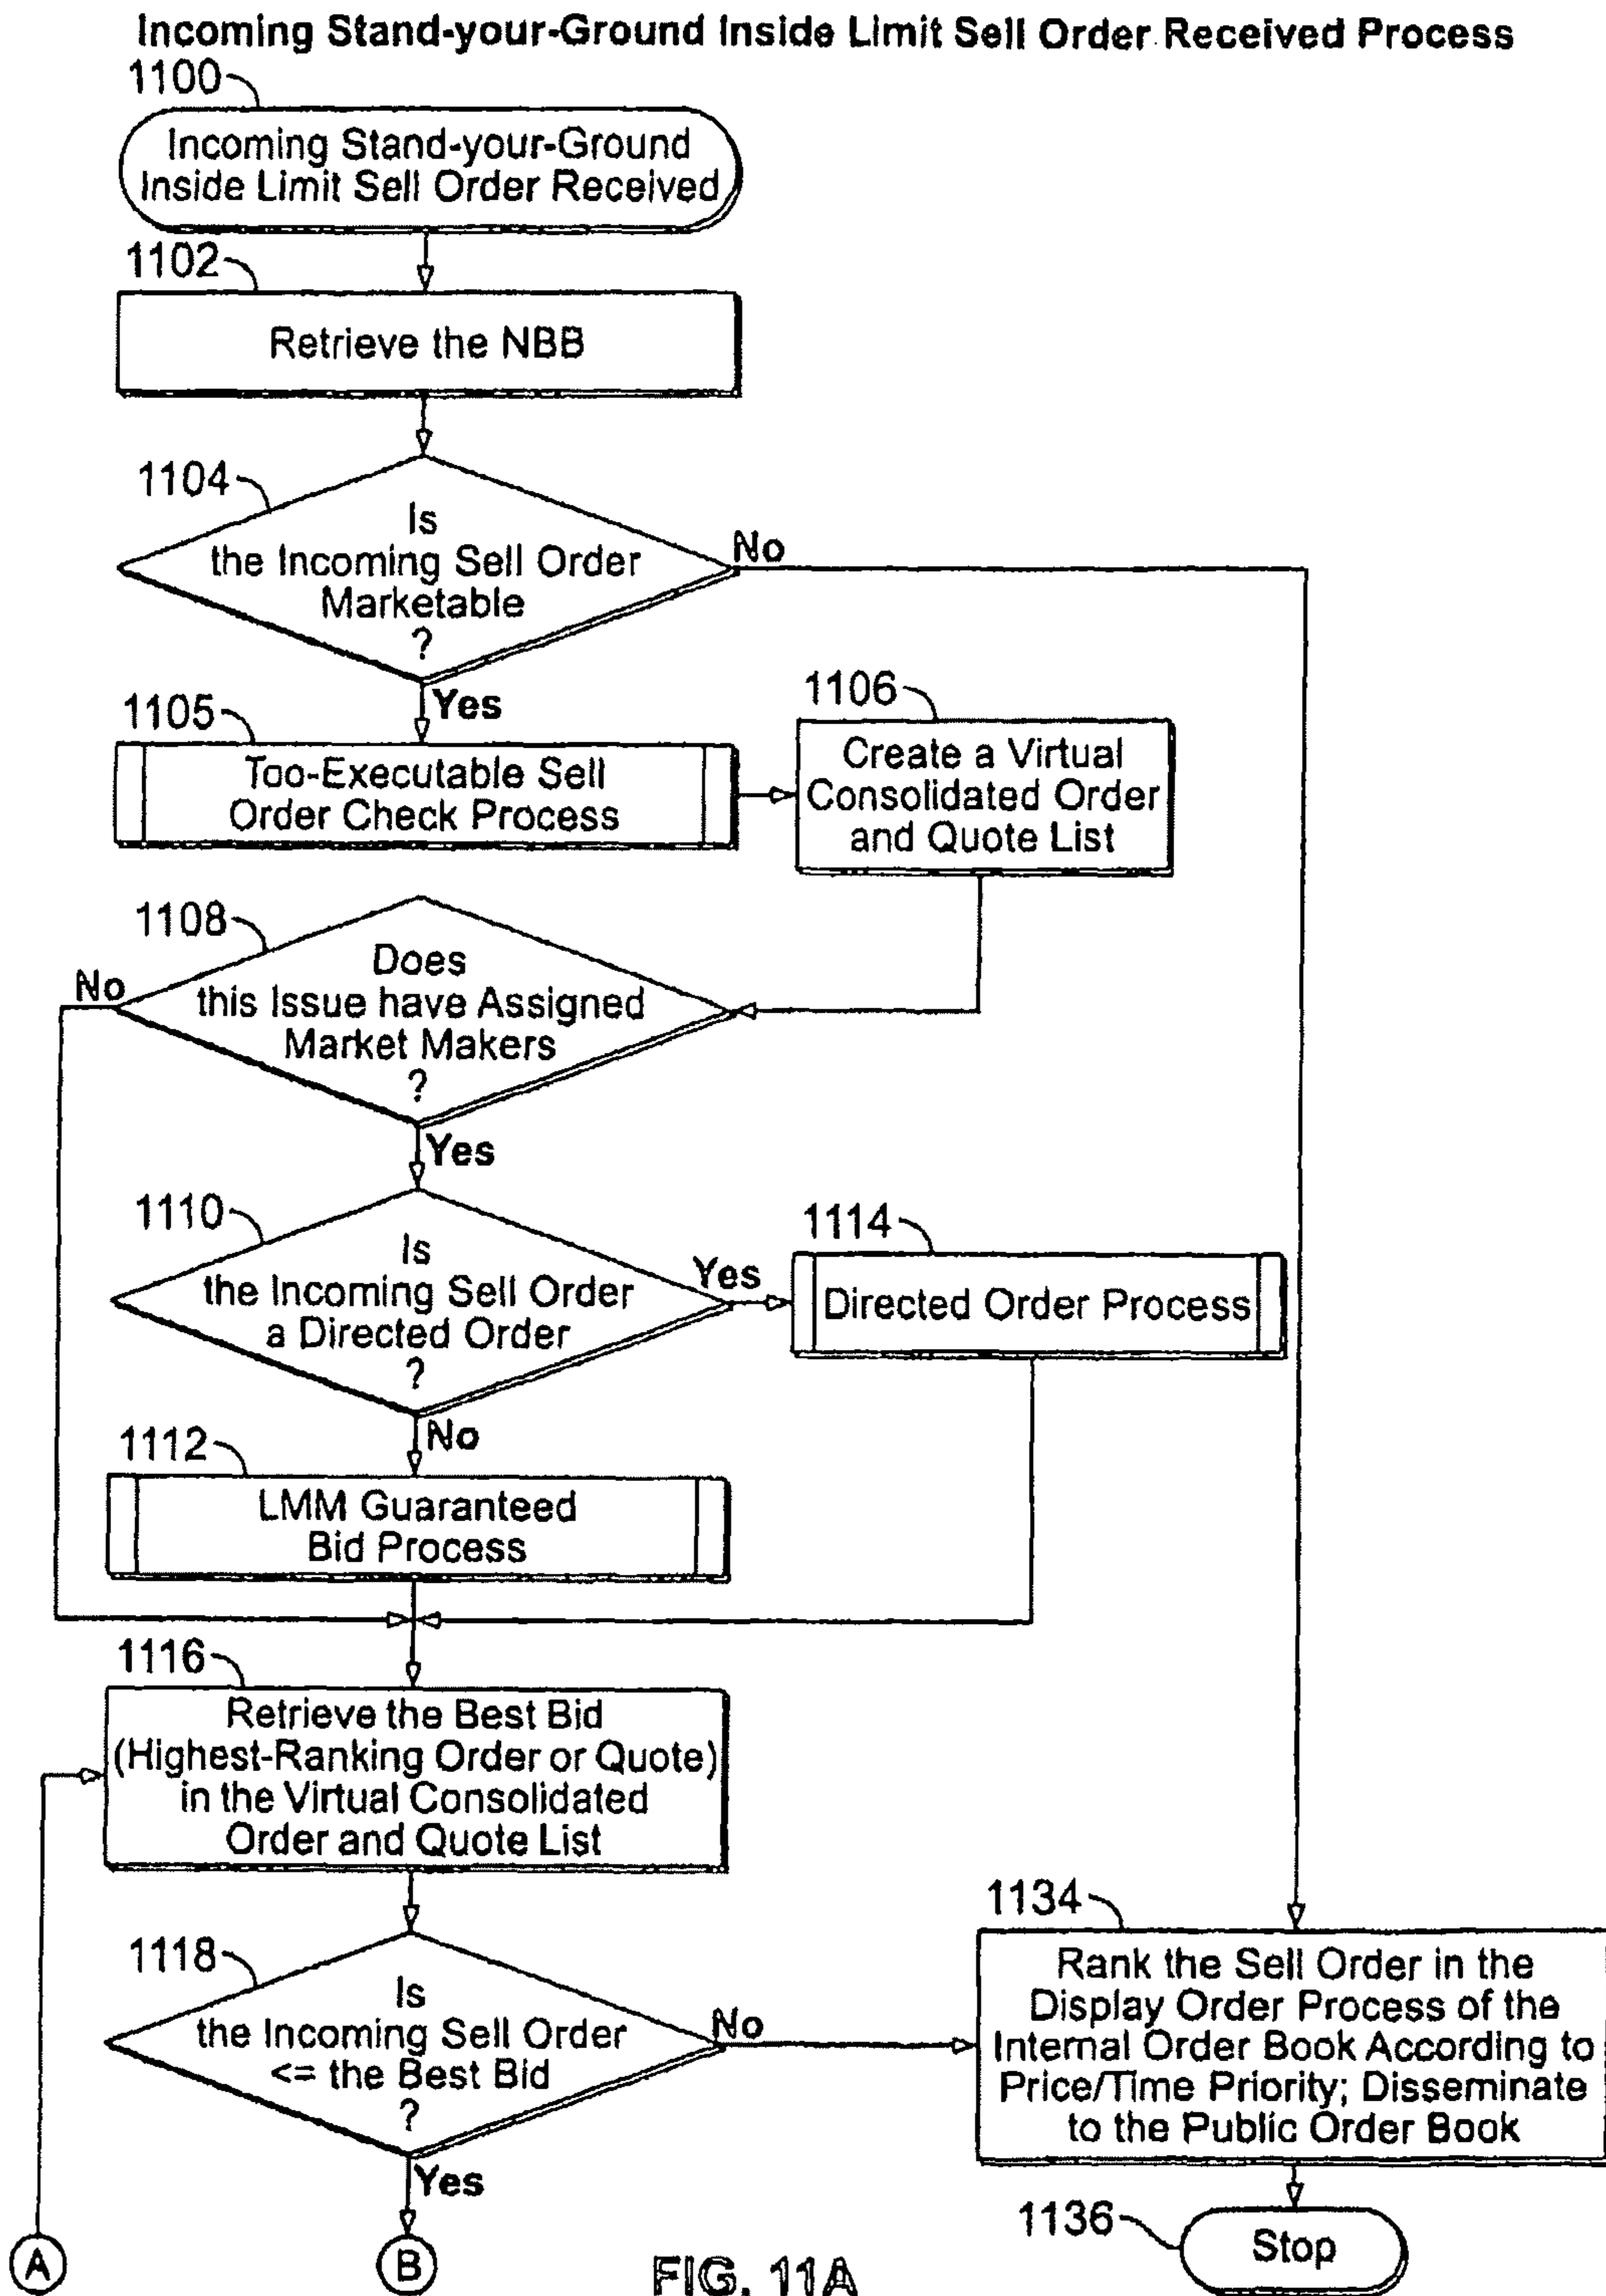 Incoming Stand-your-Ground Inside Limit Sell Order Received Process
1100
Incoming Stand-your-Ground
Inside Limit Sell Order Received
1102
Retrieve the NBB
1104
Is
the Incoming Sell Order
Marketable
?
No
Yes
1105
Too-Executable Sell
Order Check Process
1106
Create a Virtual
Consolidated Order
and Quote List
1108
Does
this Issue have Assigned
Market Makers
?
No
Yes
1110
Is
the Incoming Sell Order
a Directed Order
?
Yes
1114
Directed Order Process
No
1112
LMM Guaranteed
Bid Process
1116
Retrieve the Best Bid
(Highest-Ranking Order or Quote)
in the Virtual Consolidated
Order and Quote List
1118
Is
the Incoming Sell Order
<= the Best Bid
?
No
Yes
1134
Rank the Sell Order in the
Display Order Process of the
Internal Order Book According to
Price/Time Priority; Disseminate
to the Public Order Book
1136
Stop
A
B
FIG. 11A